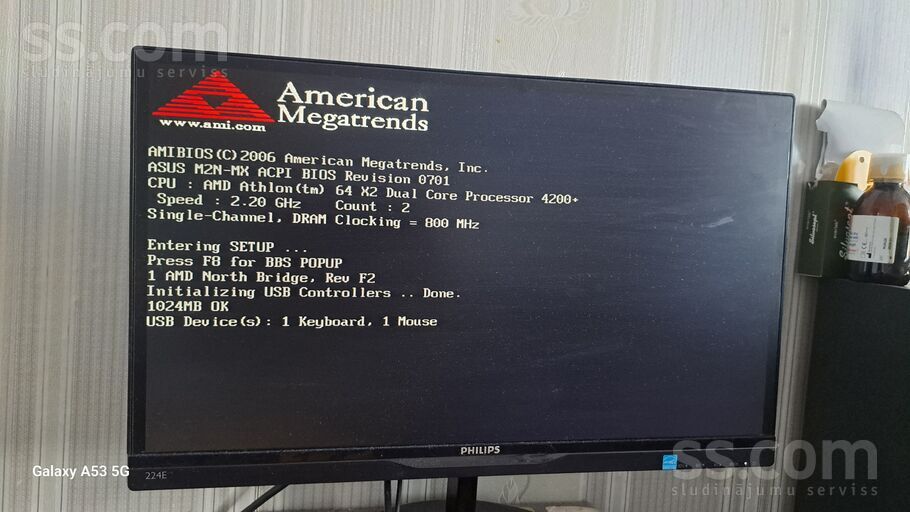 ss.com
sludinājumu serviss
American
Megatrends
www.ami.com
AMIBIOS(C)2006 American Megatrends, Inc.
ASUS M2N-MX ACPI BIOS Revision 0701
CPU : AMD Athlon(tm) 64 X2 Dual Core Processor 4200+
Speed : 2.20 GHz    Count : 2
Single-Channel, DRAM Clocking = 800 MHz
Entering SETUP ...
Press F8 for BBS POPUP
1 AMD North Bridge, Rev F2
Initializing USB Controllers .. Done.
1024MB OK
USB Device(s): 1 Keyboard, 1 Mouse
PHILIPS
224E
Galaxy A53 5G
ss.com
sludinājumu serviss